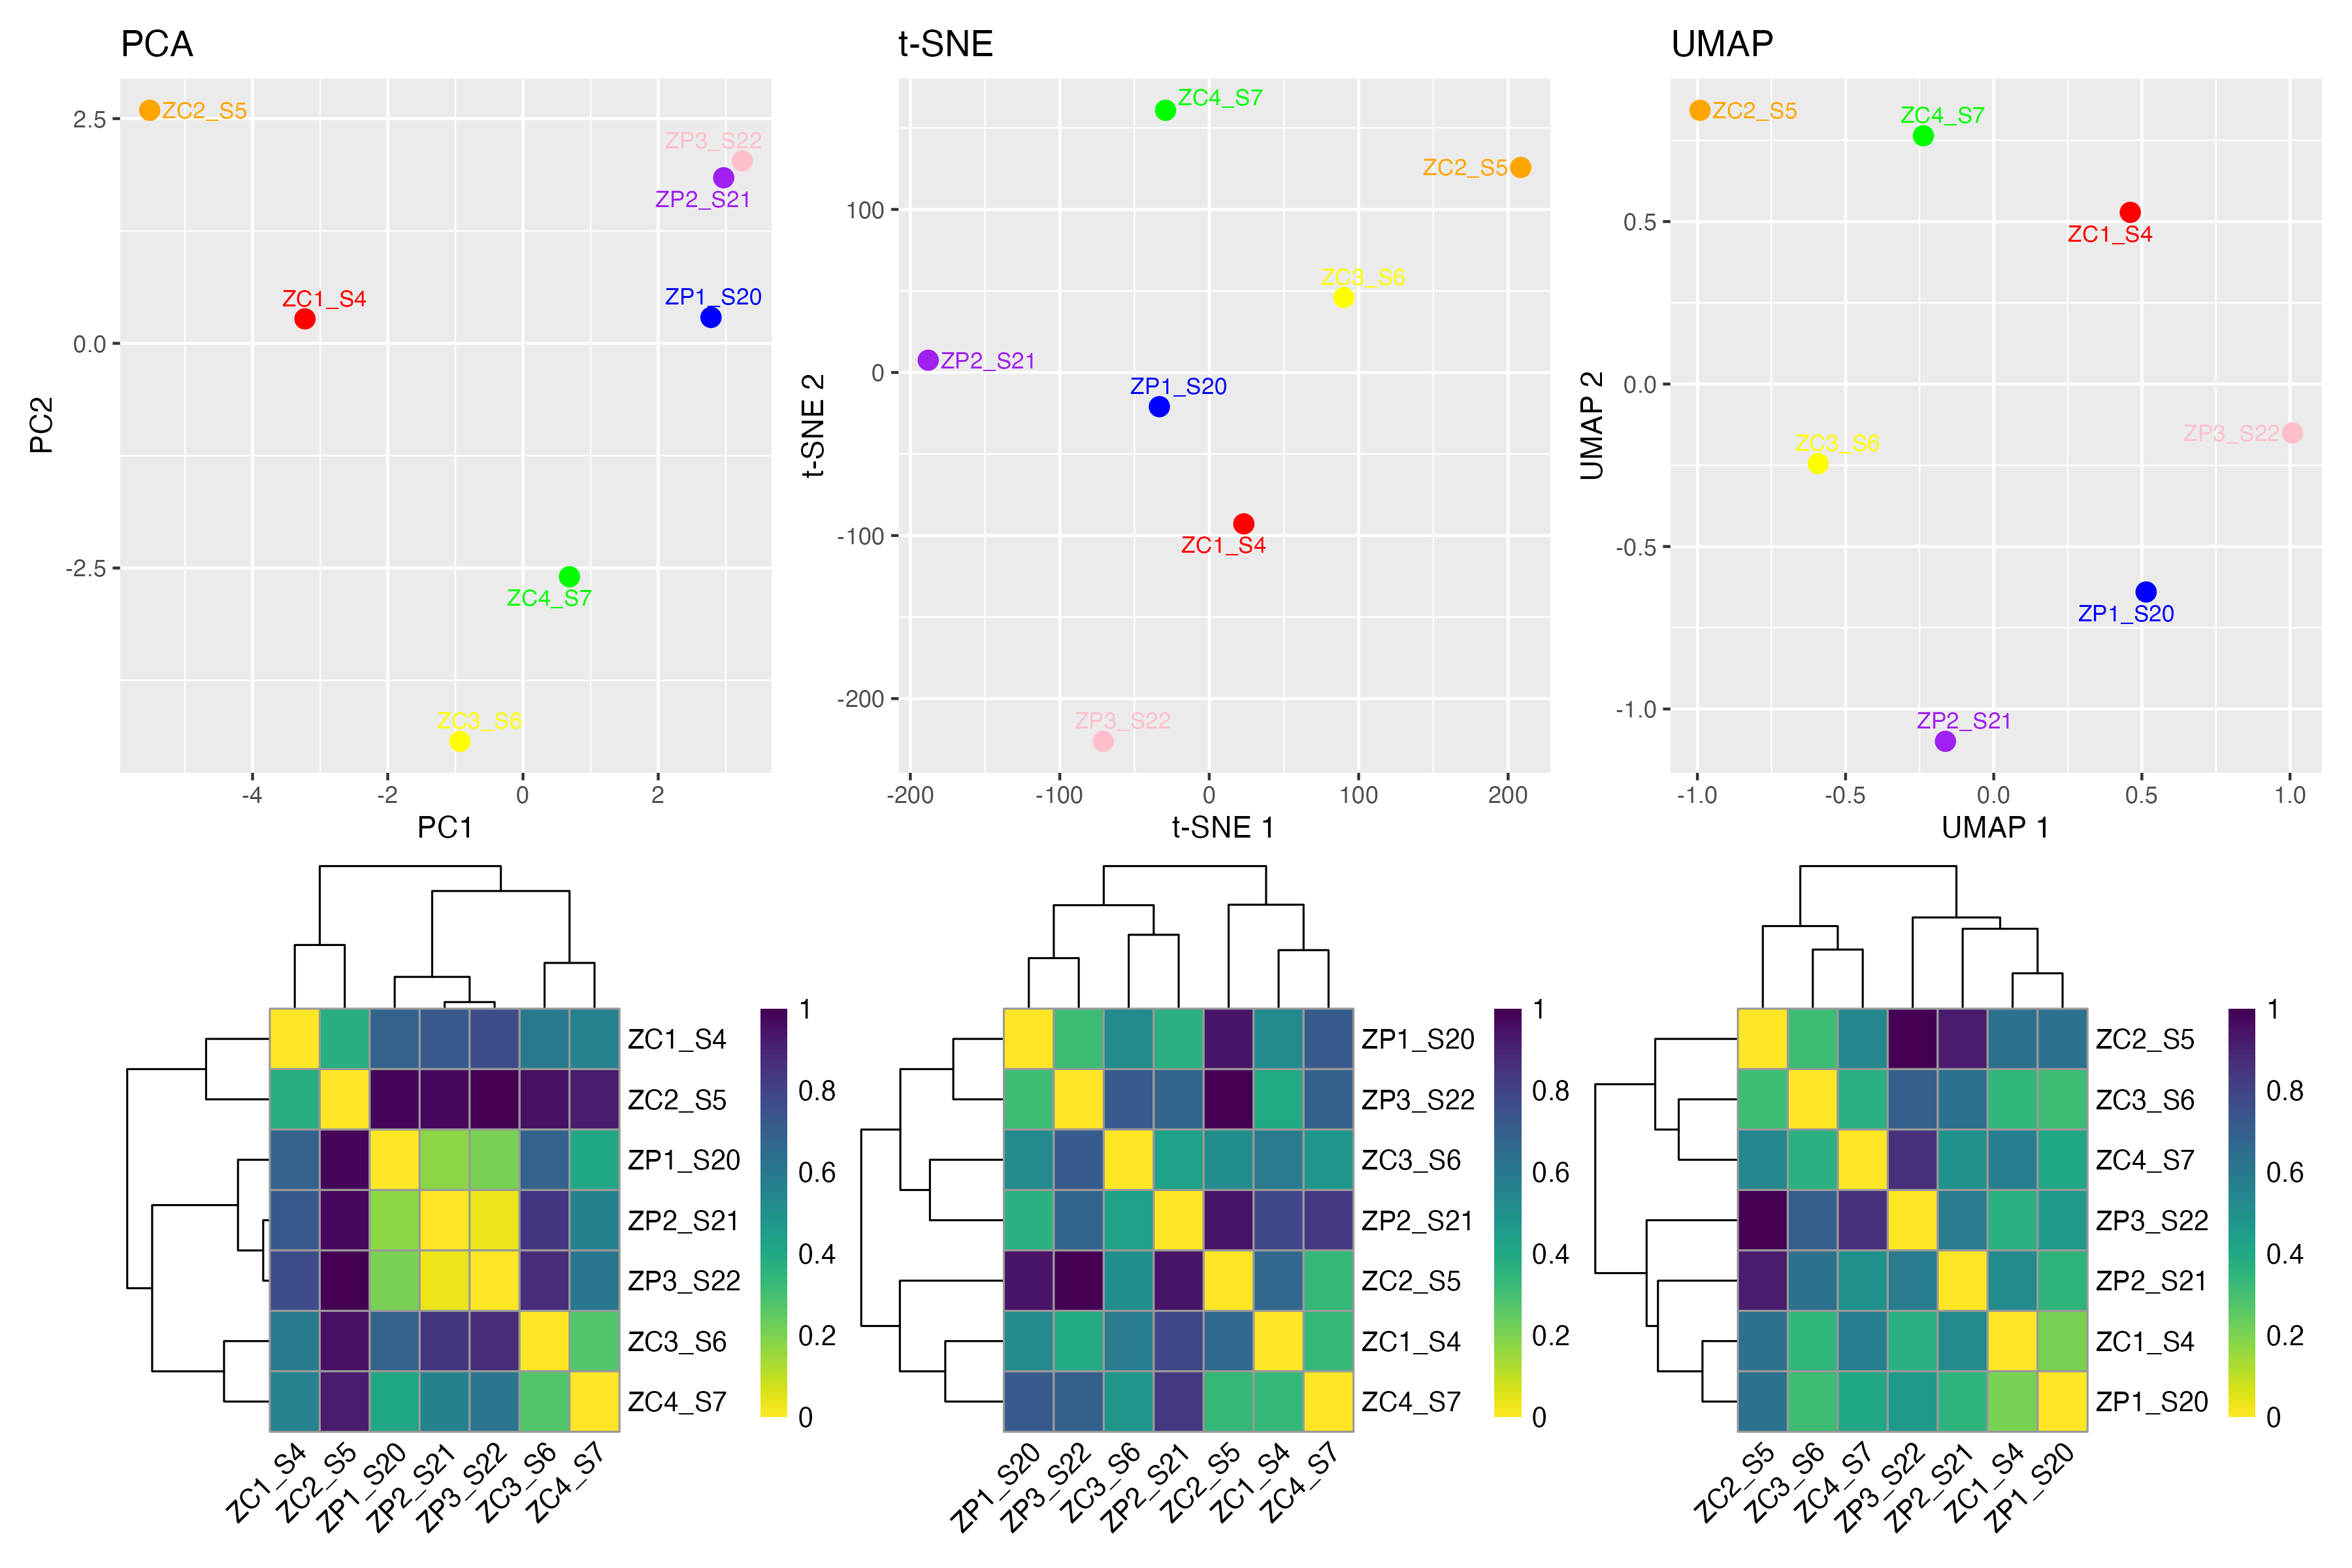 PCA
ZC2_S5
ZP3_S22
ZP2_S21
ZC1_S4
ZP1_S20
ZC4_S7
ZC3_S6
2.5
0.0
-2.5
PC2
-4
-2
0
2
PC1
t-SNE
ZC4_S7
ZC2_S5
ZC3_S6
ZP2_S21
ZP1_S20
ZC1_S4
ZP3_S22
100
0
-100
-200
t-SNE 2
-200
-100
0
100
200
t-SNE 1
UMAP
ZC2_S5
ZC4_S7
ZC1_S4
ZP3_S22
ZC3_S6
ZP1_S20
ZP2_S21
0.5
0.0
-0.5
-1.0
UMAP 2
-1.0
-0.5
0.0
0.5
1.0
UMAP 1
ZC1_S4
ZC2_S5
ZP1_S20
ZP2_S21
ZP3_S22
ZC3_S6
ZC4_S7
1
0.8
0.6
0.4
0.2
0
ZC1_S4
ZC2_S5
ZP1_S20
ZP2_S21
ZP3_S22
ZC3_S6
ZC4_S7
ZP1_S20
ZP3_S22
ZC3_S6
ZP2_S21
ZC2_S5
ZC1_S4
ZC4_S7
1
0.8
0.6
0.4
0.2
0
ZP1_S20
ZP3_S22
ZC3_S6
ZP2_S21
ZC2_S5
ZC1_S4
ZC4_S7
ZC2_S5
ZC3_S6
ZC4_S7
ZP3_S22
ZP2_S21
ZC1_S4
ZP1_S20
1
0.8
0.6
0.4
0.2
0
ZC2_S5
ZC3_S6
ZC4_S7
ZP3_S22
ZP2_S21
ZC1_S4
ZP1_S20